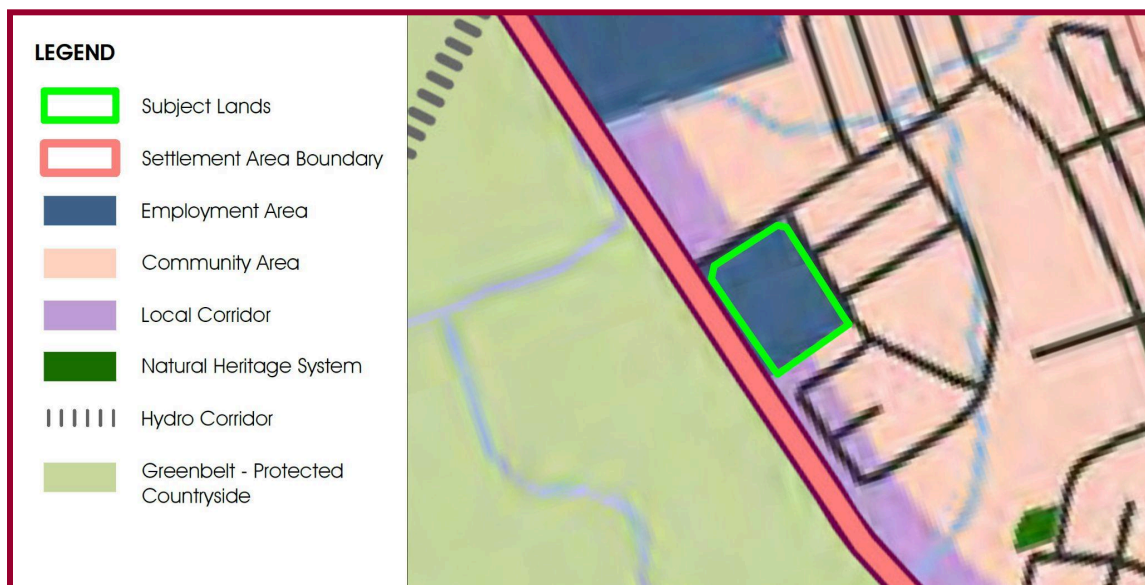 LEGEND
Subject Lands
Settlement Area Boundary
Employment Area
Community Area
Local Corridor
Natural Heritage System
Hydro Corridor
Greenbelt - Protected
Countryside